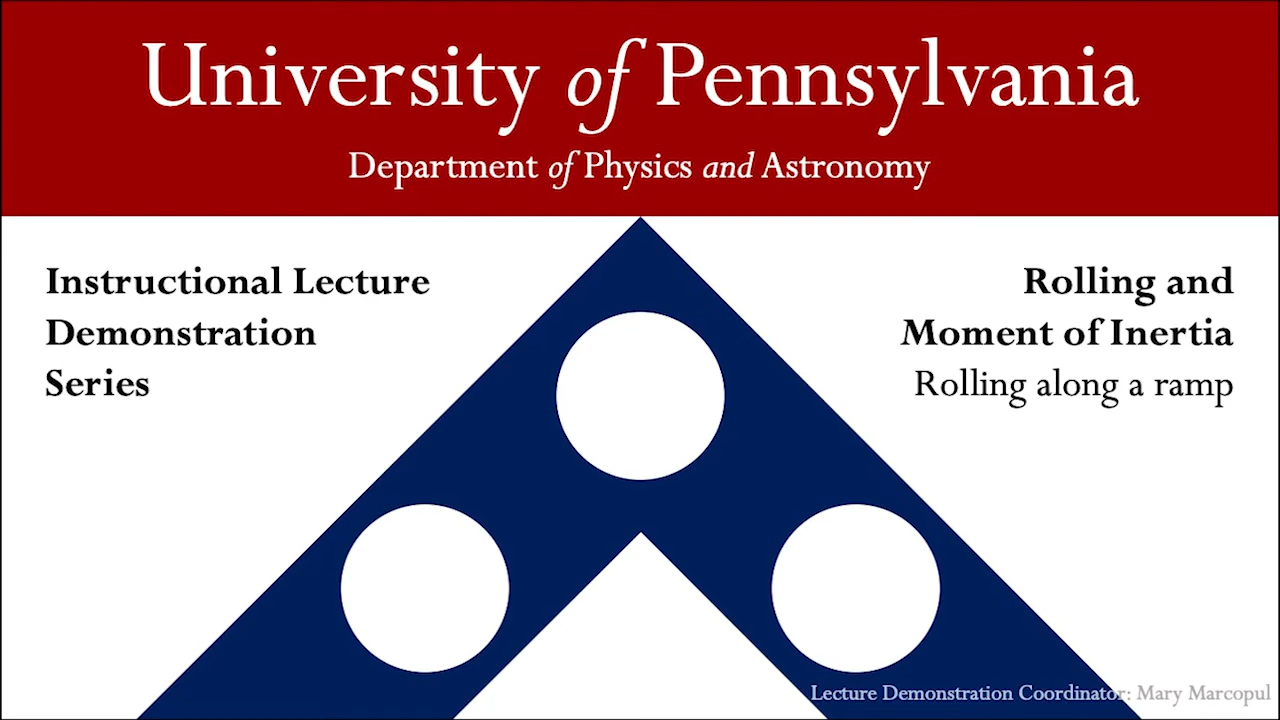 University of Pennsylvania
Department of Physics and Astronomy
Instructional Lecture
Demonstration
Series
Rolling and
Moment of Inertia
Rolling along a ramp
Lecture Demonstration Coordinator: Mary Marcopul